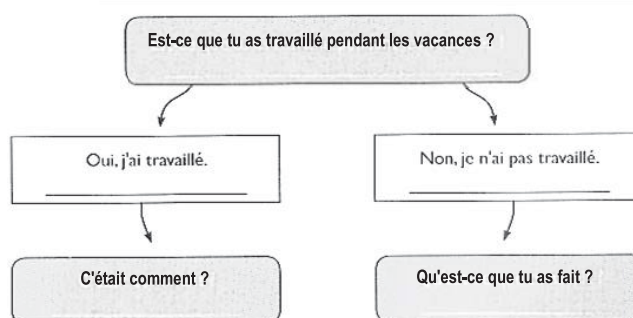 Est-ce que tu as travaillé pendant les vacances ?
Oui, j'ai travaillé.
Non, je n'ai pas travaillé.
C'était comment ?
Qu'est-ce que tu as fait ?